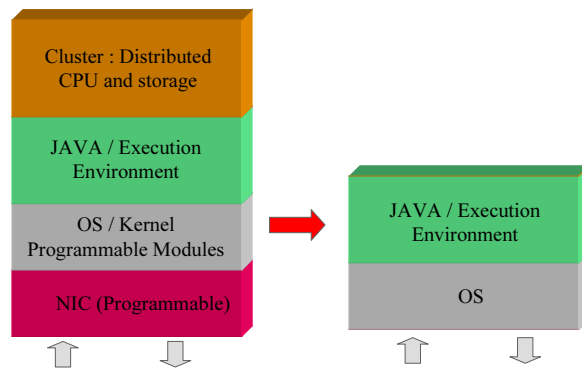 Cluster : Distributed
CPU and storage
JAVA / Execution
Environment
OS / Kernel
Programmable Modules
NIC (Programmable)
JAVA / Execution
Environment
OS